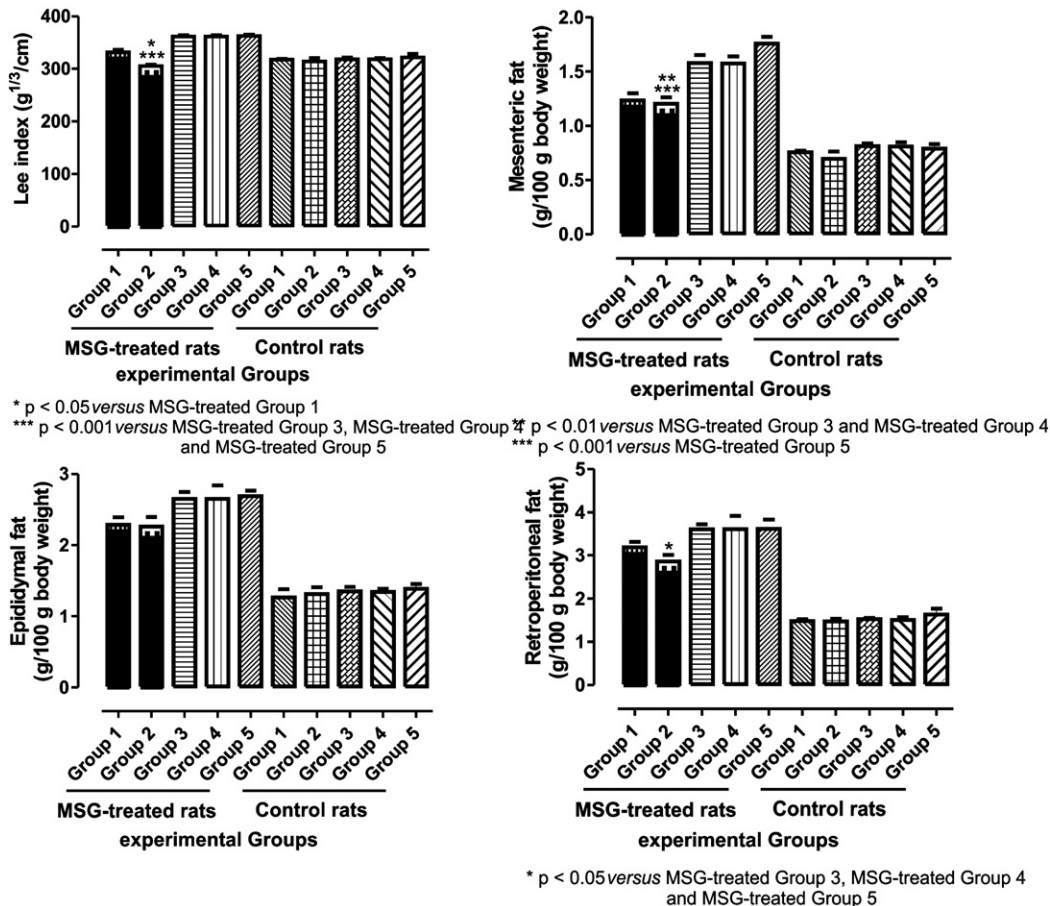 400
300
200
100
0
Lee index (g1/3/cm)
*
***
Group 1
Group 2
Group 3
Group 4
Group 5
Group 1
Group 2
Group 3
Group 4
Group 5
MSG-treated rats
Control rats
experimental Groups
* p < 0.05 versus MSG-treated Group 1
*** p < 0.001 versus MSG-treated Group 3, MSG-treated Group 4
and MSG-treated Group 5
2.0
1.5
1.0
0.5
0.0
Mesenteric fat
(g/100 g body weight)
**
***
Group 1
Group 2
Group 3
Group 4
Group 5
Group 1
Group 2
Group 3
Group 4
Group 5
MSG-treated rats
Control rats
experimental Groups
** p < 0.01 versus MSG-treated Group 3 and MSG-treated Group 4
*** p < 0.001 versus MSG-treated Group 5
3
2
1
0
Epididymal fat
(g/100 g body weight)
Group 1
Group 2
Group 3
Group 4
Group 5
Group 1
Group 2
Group 3
Group 4
Group 5
MSG-treated rats
Control rats
experimental Groups
5
4
3
2
1
0
Retroperitoneal fat
(g/100 g body weight)
*
Group 1
Group 2
Group 3
Group 4
Group 5
Group 1
Group 2
Group 3
Group 4
Group 5
MSG-treated rats
Control rats
experimental Groups
* p < 0.05 versus MSG-treated Group 3, MSG-treated Group 4
and MSG-treated Group 5